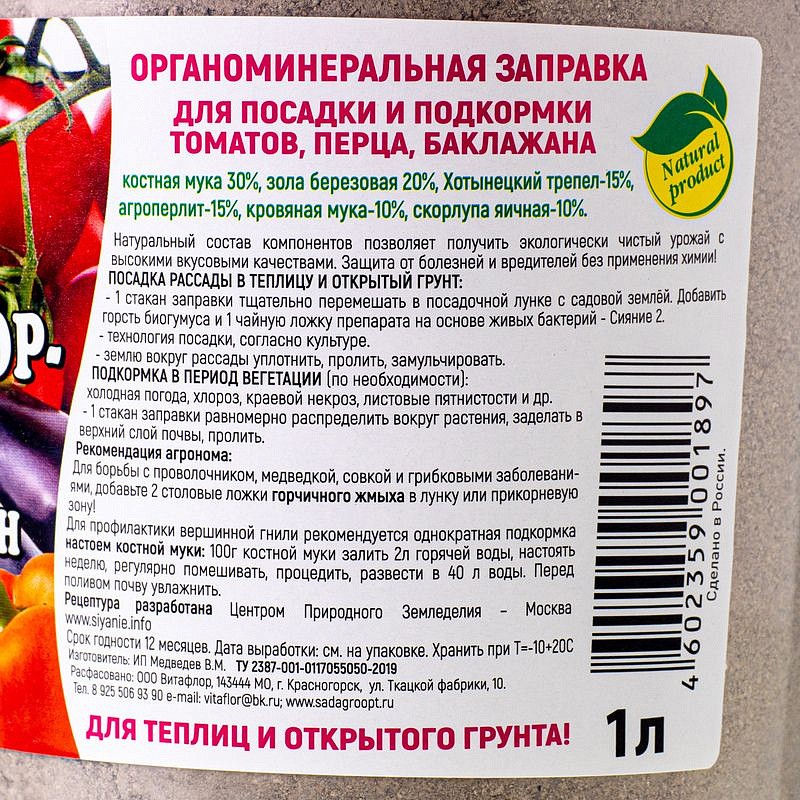 ОРГАНОМИНЕРАЛЬНАЯ ЗАПРАВКА
ДЛЯ ПОСАДКИ И ПОДКОРМКИ
ТОМАТОВ, ПЕРЦА, БАКЛАЖАНА
Natural
product
костная мука 30%, зола березовая 20%, Хотынецкий трепел-15%,
агроперлит-15%, кровяная мука-10%, скорлупа яичная-10%.
Натуральный состав компонентов позволяет получить экологически чистый урожай с
высокими вкусовыми качествами. Защита от болезней и вредителей без применения химии!
ПОСАДКА РАССАДЫ В ТЕПЛИЦУ И ОТКРЫТЫЙ ГРУНТ:
- 1 стакан заправки тщательно перемешать в посадочной лунке с садовой землёй. Добавить
горсть биогумуса и 1 чайную ложку препарата на основе живых бактерий - Сияние 2.
- технология посадки, согласно культуре.
- землю вокруг рассады уплотнить, пролить, замульчировать.
ПОДКОРМКА В ПЕРИОД ВЕГЕТАЦИИ (по необходимости):
холодная погода, хлороз, краевой некроз, листовые пятнистости и др.
- 1 стакан заправки равномерно распределить вокруг растения, заделать в
верхний слой почвы, пролить.
Рекомендация агронома:
Для борьбы с проволочником, медведкой, совкой и грибковыми заболевани-
ями, добавьте 2 столовые ложки горчичного жмыха в лунку или прикорневую
зону!
Для профилактики вершинной гнили рекомендуется однократная подкормка
настоем костной муки: 100г костной муки залить 2л горячей воды, настоять
неделю, регулярно помешивать, процедить, развести в 40 л воды. Перед
поливом почву увлажнить.
Рецептура разработана Центром Природного Земледелия – Москва
www.siyanie.info
Срок годности 12 месяцев. Дата выработки: см. на упаковке. Хранить при Т=-10+20С
Изготовитель: ИП Медведев В.М. ТУ 2387-001-0117055050-2019
Расфасовано: ООО Витафлор, 143444 МО, г. Красногорск, ул. Ткацкой фабрики, 10.
Тел. 8 925 506 93 90 e-mail: vitaflor@bk.ru; www.sadagroopt.ru
ДЛЯ ТЕПЛИЦ И ОТКРЫТОГО ГРУНТА!
1л
4 602359 001897
Сделано в России.
ОР-
Н